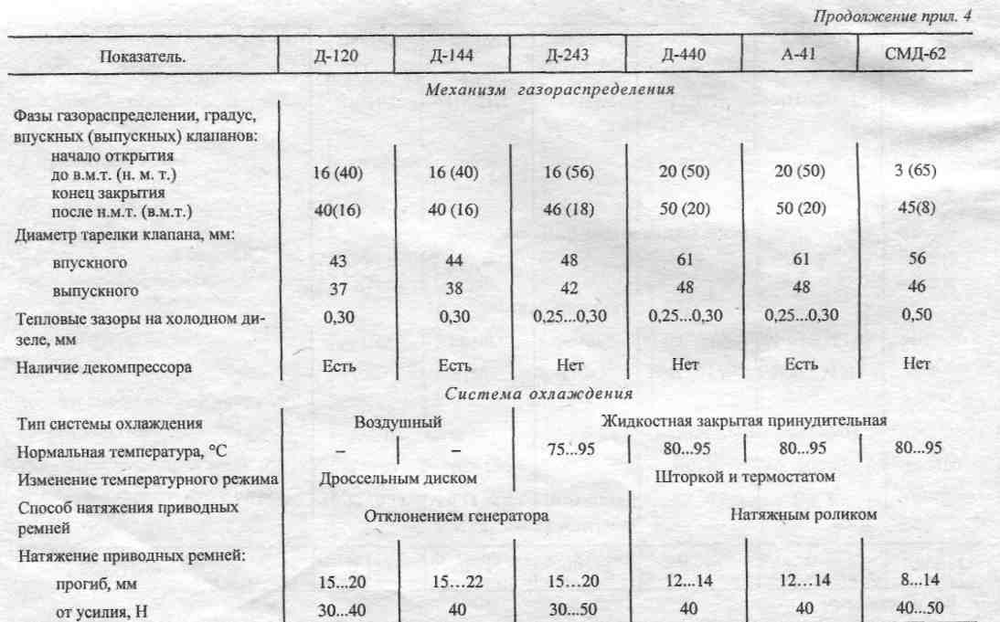 Продолжение прил. 4
Показатель. Д-120 Д-144 Д-243 Д-440 А-41 СМД-62
Механизм газораспределения
Фазы газораспределении, градус,
впускных (выпускных) клапанов:
начало открытия
до в.м.т. (н. м. т.) 16 (40) 16 (40) 16 (56) 20 (50) 20 (50) 3 (65)
конец закрытия
после н.м.т. (в.м.т.) 40(16) 40 (16) 46 (18) 50 (20) 50 (20) 45(8)
Диаметр тарелки клапана, мм:
впускного 43 44 48 61 61 56
выпускного 37 38 42 48 48 46
Тепловые зазоры на холодном ди- 0,30 0,30 0,25...0,30 0,25...0,30 0,25...0,30 0,50
зеле, мм
Наличие декомпрессора Есть Есть Нет Нет Есть Нет
Система охлаждения
Тип системы охлаждения Воздушный Жидкостная закрытая принудительная
Нормальная температура, °С – – 75...95 80...95 80...95 80...95
Изменение температурного режима Дроссельным диском Шторкой и термостатом
Способ натяжения приводных Отклонением генератора Натяжным роликом
ремней
Натяжение приводных ремней:
прогиб, мм 15...20 15...22 15...20 12...14 12...14 8...14
от усилия, Н 30...40 40 30...50 40 40 40...50